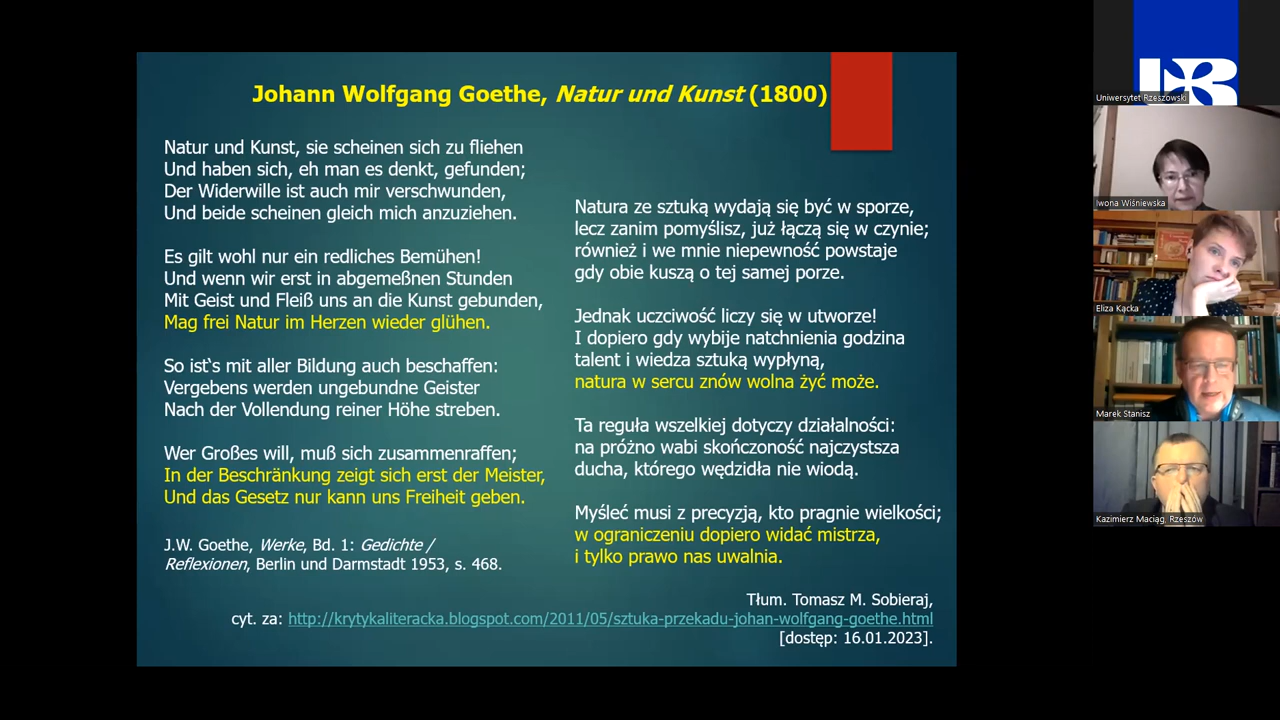 Johann Wolfgang Goethe, Natur und Kunst (1800)
Natur und Kunst, sie scheinen sich zu fliehen
Und haben sich, eh man es denkt, gefunden;
Der Widerwille ist auch mir verschwunden,
Und beide scheinen gleich mich anzuziehen.
Es gilt wohl nur ein redliches Bemühen!
Und wenn wir erst in abgemeßnen Stunden
Mit Geist und Fleiß uns an die Kunst gebunden,
Mag frei Natur im Herzen wieder glühen.
So ist‘s mit aller Bildung auch beschaffen:
Vergebens werden ungebundne Geister
Nach der Vollendung reiner Höhe streben.
Wer Großes will, muß sich zusammenraffen;
In der Beschränkung zeigt sich erst der Meister,
Und das Gesetz nur kann uns Freiheit geben.
J.W. Goethe, Werke, Bd. 1: Gedichte /
Reflexionen, Berlin und Darmstadt 1953, s. 468.
Natura ze sztuką wydają się być w sporze,
lecz zanim pomyślisz, już łączą się w czynie;
również i we mnie niepewność powstaje
gdy obie kuszą o tej samej porze.
Jednak uczciwość liczy się w utworze!
I dopiero gdy wybije natchnienia godzina
talent i wiedza sztuką wypłyną,
natura w sercu znów wolna żyć może.
Ta reguła wszelkiej dotyczy działalności:
na próżno wabi skończoność najczystsza
ducha, którego wędzidła nie wiodą.
Myśleć musi z precyzją, kto pragnie wielkości;
w ograniczeniu dopiero widać mistrza,
i tylko prawo nas uwalnia.
Tłum. Tomasz M. Sobieraj,
cyt. za: http://krytykaliteracka.blogspot.com/2011/05/sztuka-przekadu-johan-wolfgang-goethe.html
[dostęp: 16.01.2023].
UR
Uniwersytet Rzeszowski
Iwona Wiśniewska
Eliza Kącka
Marek Stanisz
Kazimierz Maciąg, Rzeszów